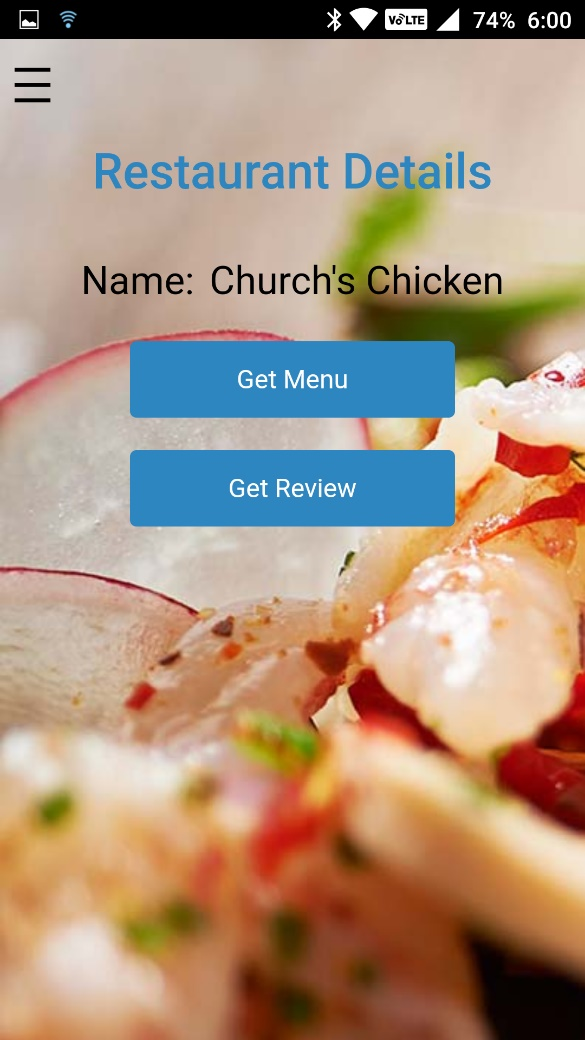 VoLTE 74% 6:00
Restaurant Details
Name: Church's Chicken
Get Menu
Get Review